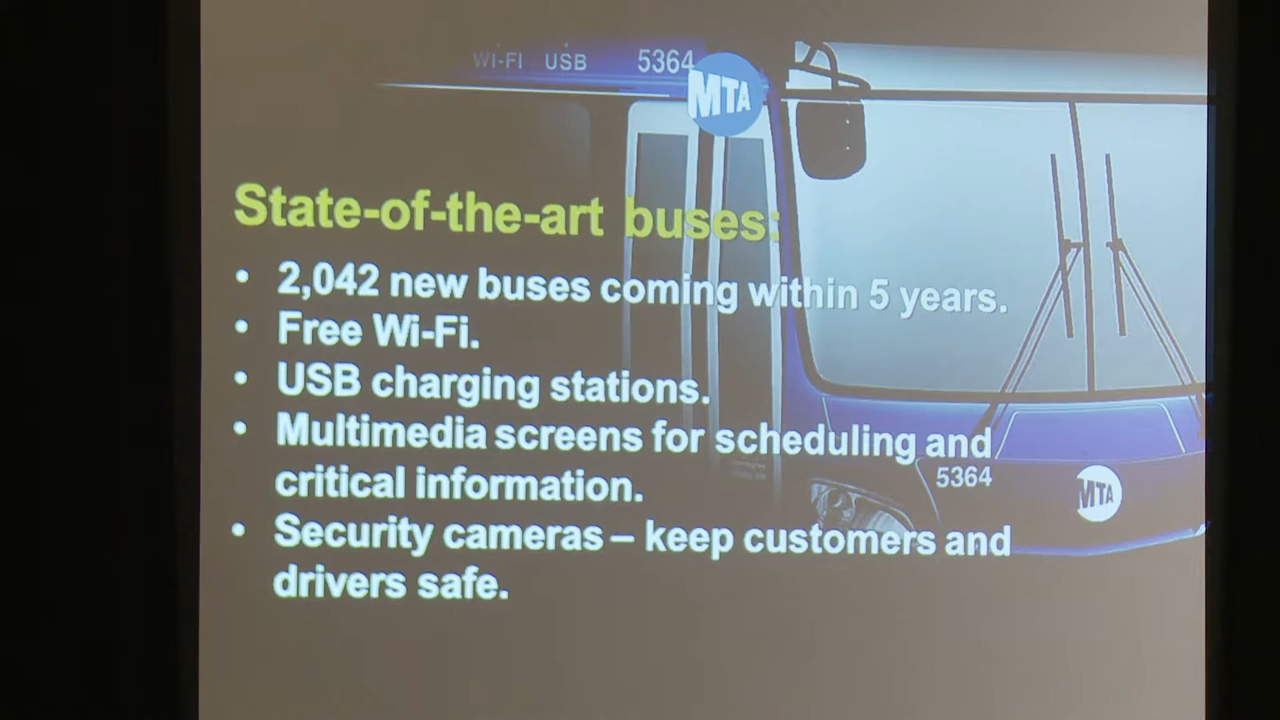 WI-FI USB 5364
MTA
State-of-the-art buses:
• 2,042 new buses coming within 5 years.
• Free Wi-Fi.
• USB charging stations.
• Multimedia screens for scheduling and
critical information.
5364
MTA
• Security cameras – keep customers and
drivers safe.